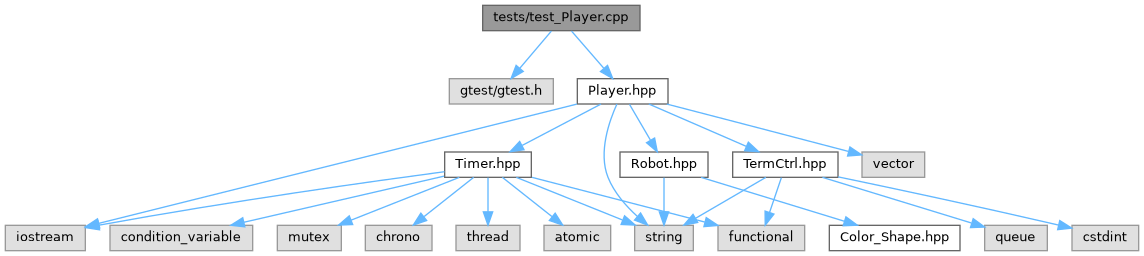 tests/test_Player.cpp
gtest/gtest.h
Player.hpp
Timer.hpp
Robot.hpp
TermCtrl.hpp
vector
iostream
condition_variable
mutex
chrono
thread
atomic
string
functional
Color_Shape.hpp
queue
cstdint